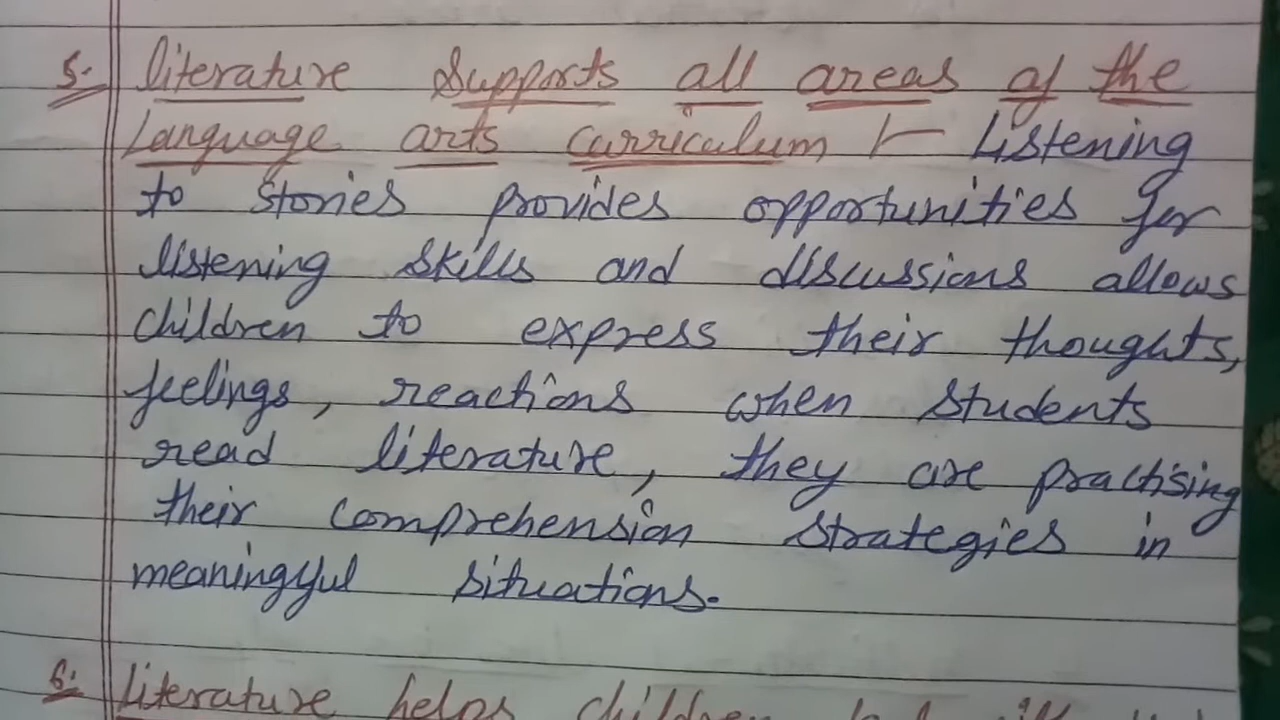 5. Literature supports all areas of the
Language arts curriculum :- Listening
to stories provides opportunities for
listening skills and discussions allows
children to express their thoughts,
feelings, reactions when students
read literature, they are practising
their comprehension strategies in
meaningful situations.
6. Literature helps children